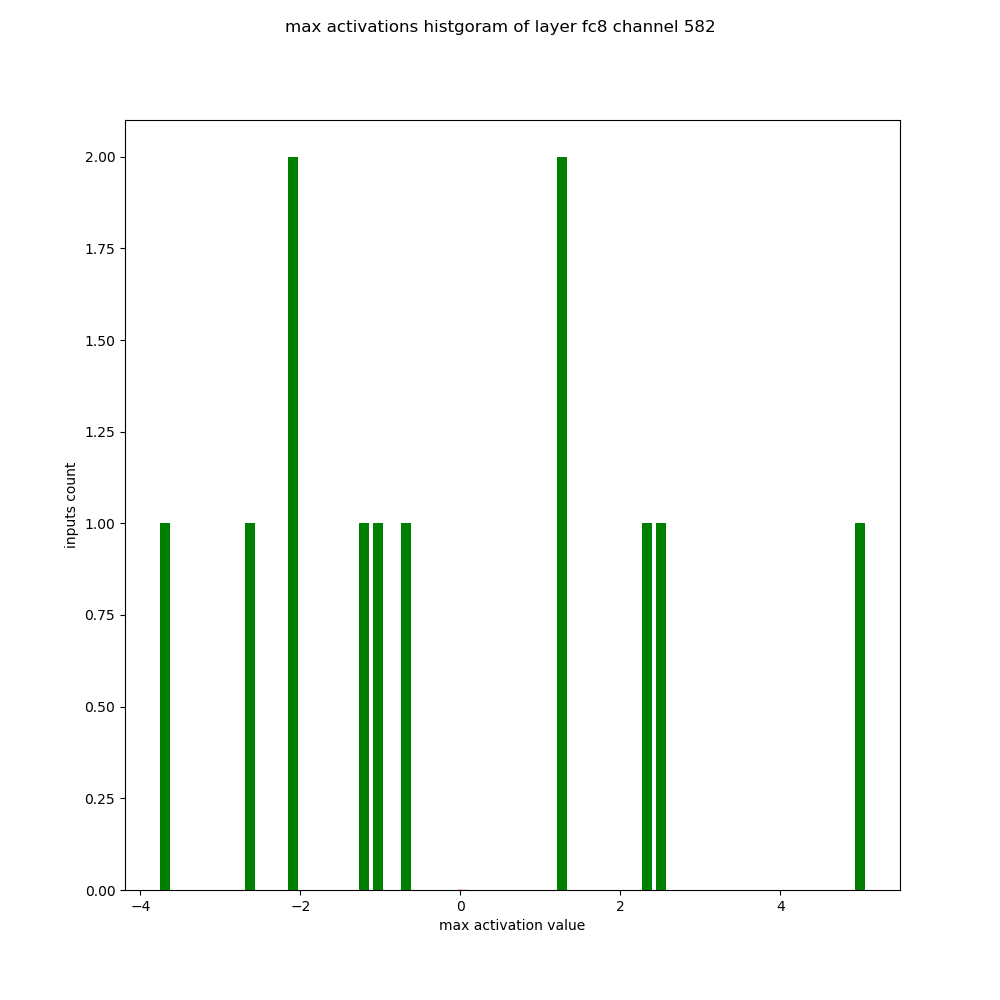 max activations histgoram of layer fc8 channel 582
2.00
1.75
1.50
1.25
1.00
0.75
0.50
0.25
0.00
inputs count
−4 −2 0 2 4
max activation value